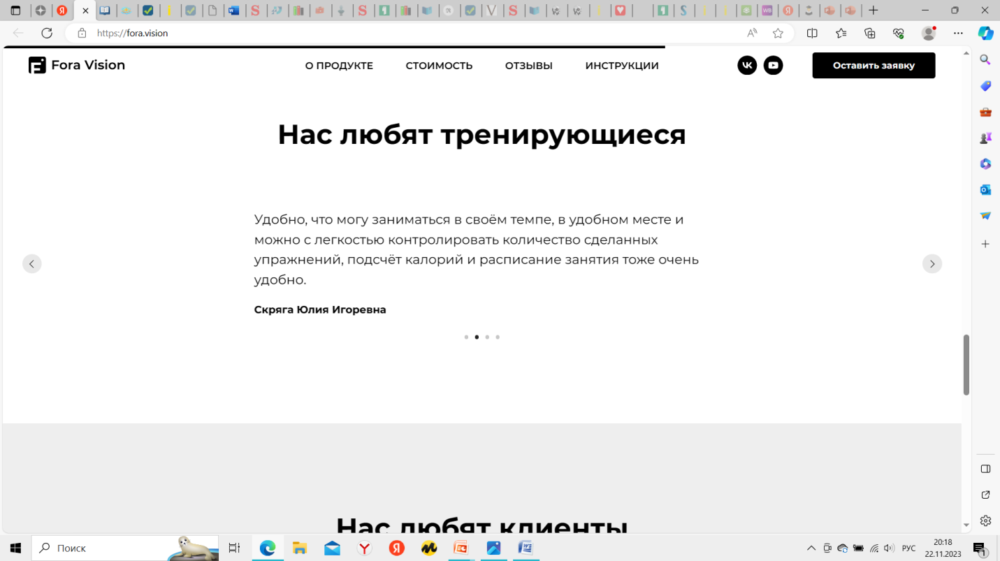 https://fora.vision
Fora Vision
О ПРОДУКТЕ
СТОИМОСТЬ
ОТЗЫВЫ
ИНСТРУКЦИИ
Оставить заявку
Нас любят тренирующиеся
Удобно, что могу заниматься в своём темпе, в удобном месте и
можно с легкостью контролировать количество сделанных
упражнений, подсчёт калорий и расписание занятия тоже очень
удобно.
Скряга Юлия Игоревна
Нас любят клиенты
Поиск
РУС
20:18
22.11.2023
1